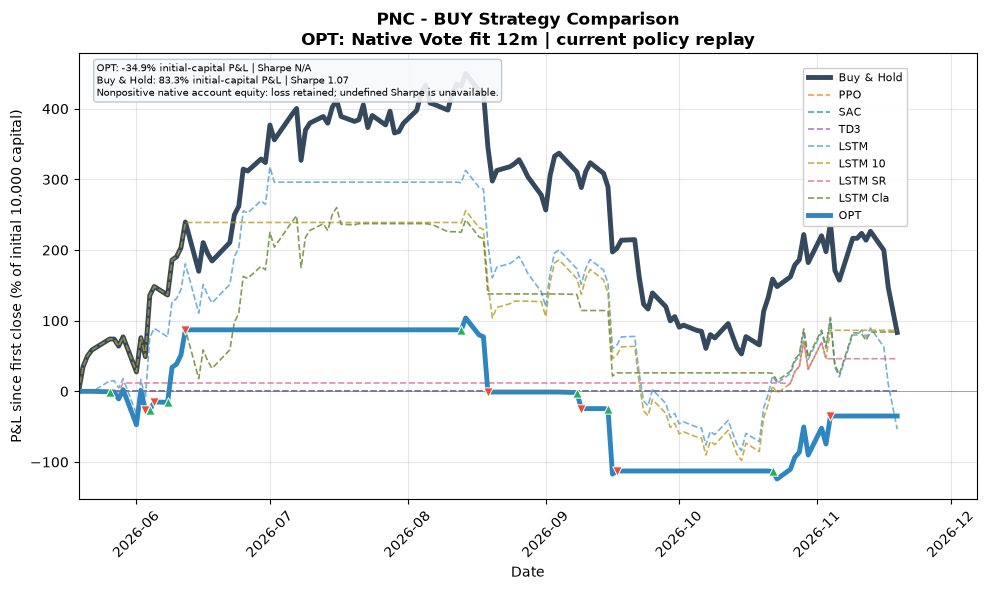 PNC - BUY Strategy Comparison
OPT: Native Vote fit 12m | current policy replay
OPT: -34.9% initial-capital P&L | Sharpe N/A
Buy & Hold: 83.3% initial-capital P&L | Sharpe 1.07
Nonpositive native account equity: loss retained; undefined Sharpe is unavailable.
Buy & Hold
PPO
SAC
TD3
LSTM
LSTM 10
LSTM SR
LSTM Cla
OPT
P&L since first close (% of initial 10,000 capital)
400
300
200
100
0
−100
2026-06
2026-07
2026-08
2026-09
2026-10
2026-11
2026-12
Date